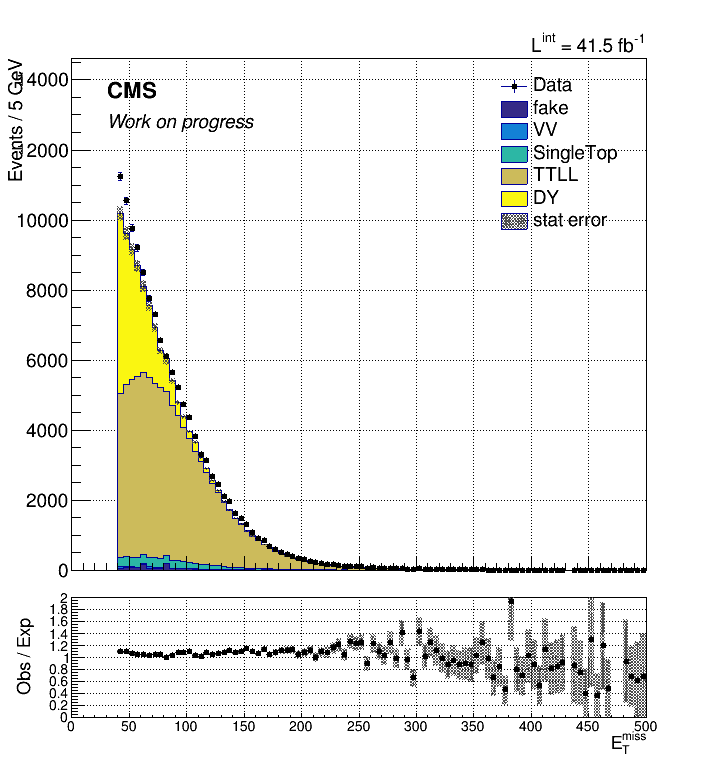 L^int = 41.5 fb^-1
Events / 5 GeV
14000
12000
10000
8000
6000
4000
2000
0
CMS
Work on progress
Data
fake
VV
SingleTop
TTLL
DY
stat error
Obs / Exp
2
1.8
1.6
1.4
1.2
1
0.8
0.6
0.4
0.2
0
0 50 100 150 200 250 300 350 400 450 500
E_T^miss